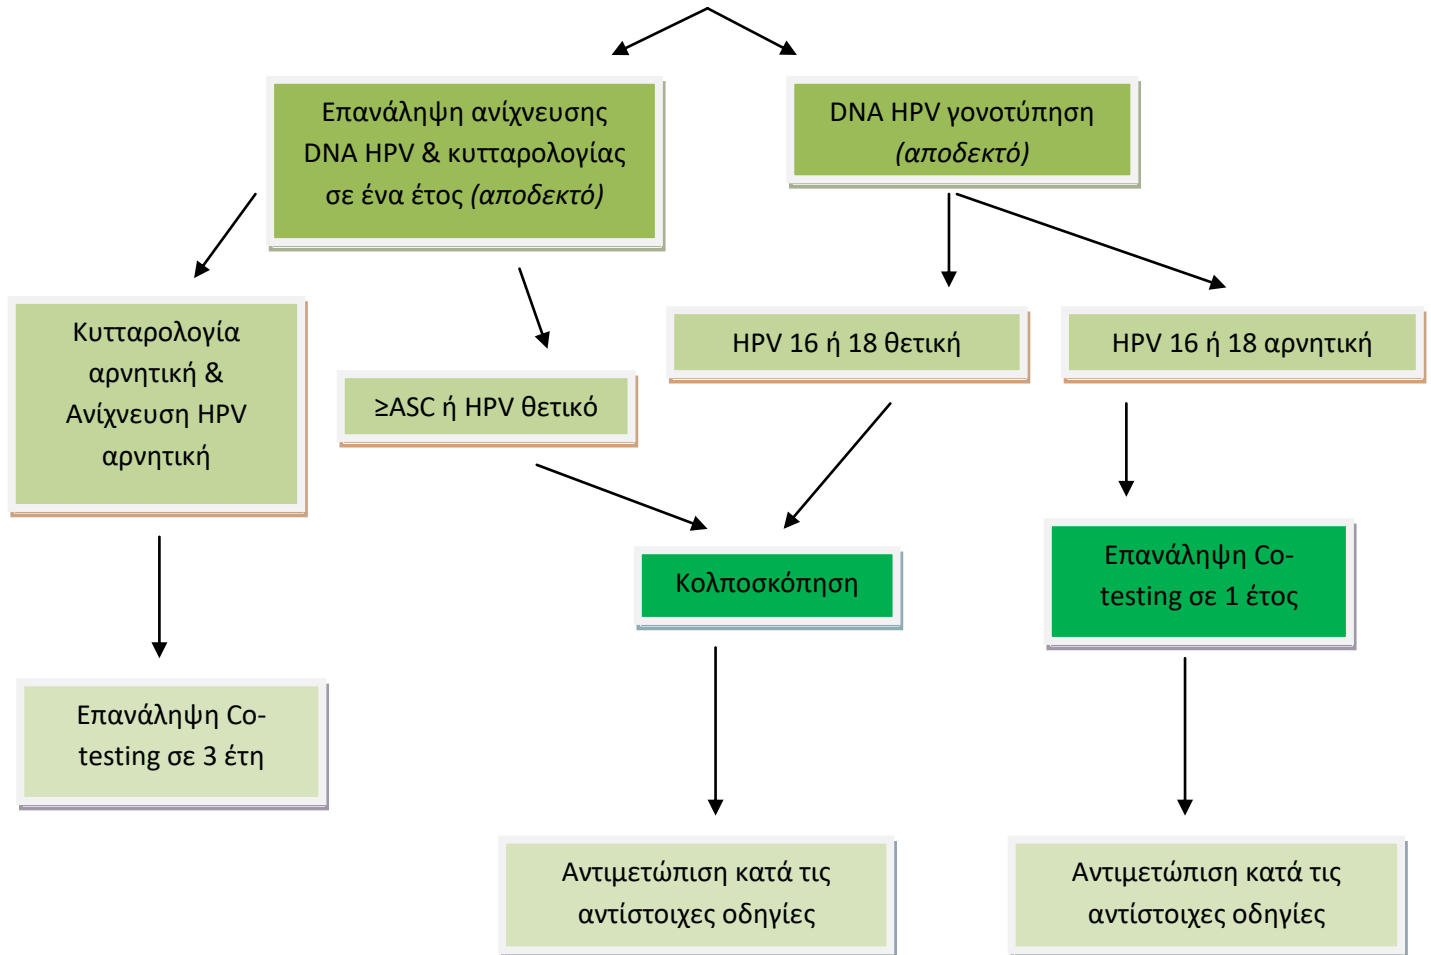 Επανάληψη ανίχνευσης
DNA HPV & κυτταρολογίας
σε ένα έτος (αποδεκτό)
DNA HPV γονοτύπηση
(αποδεκτό)
Κυτταρολογία
αρνητική &
Ανίχνευση HPV
αρνητική
≥ASC ή HPV θετικό
HPV 16 ή 18 θετική
HPV 16 ή 18 αρνητική
Κολποσκόπηση
Επανάληψη Co-
testing σε 1 έτος
Επανάληψη Co-
testing σε 3 έτη
Αντιμετώπιση κατά τις
αντίστοιχες οδηγίες
Αντιμετώπιση κατά τις
αντίστοιχες οδηγίες